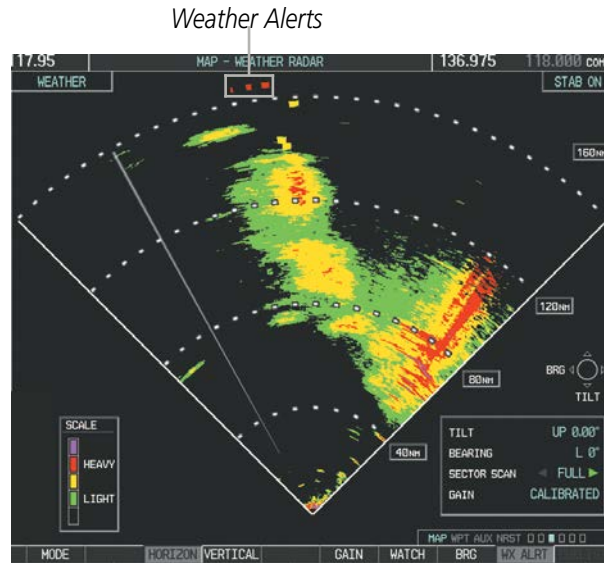 Weather Alerts
117.95 MAP – WEATHER RADAR 136.975 118.000 COM
WEATHER STAB ON
160NM
120NM
BRG
TILT
80NM
SCALE
HEAVY
LIGHT
40NM
TILT UP 0.00°
BEARING L 0°
SECTOR SCAN FULL
GAIN CALIBRATED
MAP WPT AUX NRST
MODE HORIZON VERTICAL GAIN WATCH BRG WX ALRT